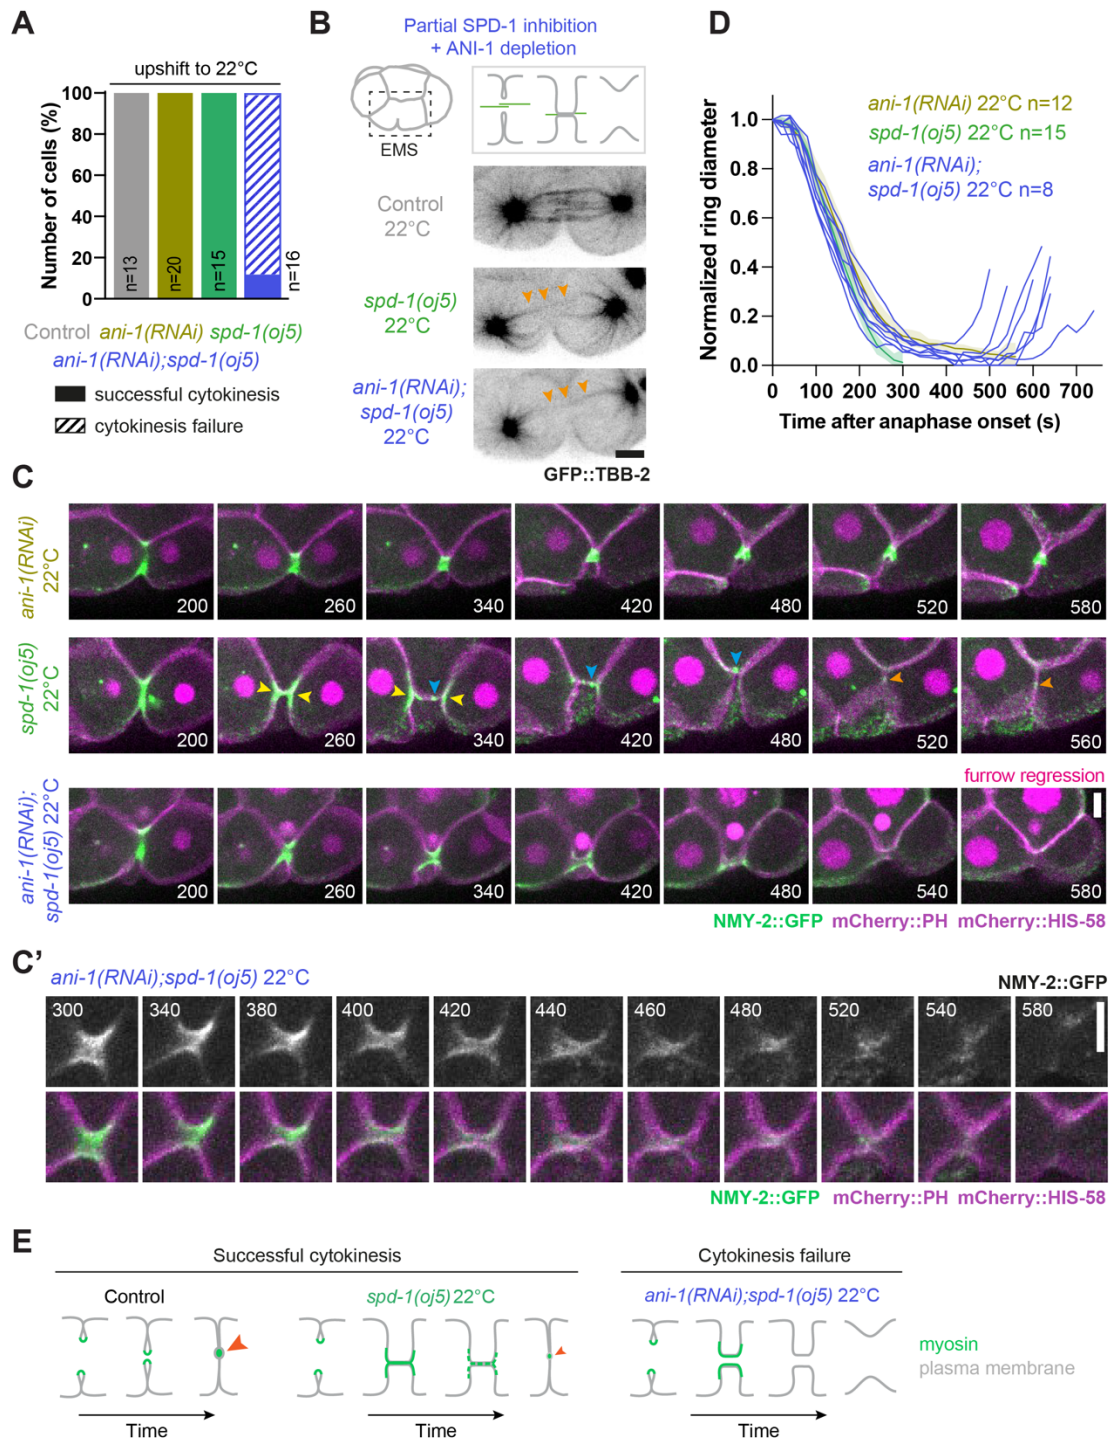 A
upshift to 22°C
Number of cells (%)
100
80
60
40
20
0
n=13
n=20
n=15
n=16
Control ani-1(RNAi) spd-1(oj5)
ani-1(RNAi);spd-1(oj5)
successful cytokinesis
cytokinesis failure
B
Partial SPD-1 inhibition
+ ANI-1 depletion
EMS
Control
22°C
spd-1(oj5)
22°C
ani-1(RNAi);
spd-1(oj5)
22°C
GFP::TBB-2
D
Normalized ring diameter
1.0
0.8
0.6
0.4
0.2
0.0
0 100 200 300 400 500 600 700
Time after anaphase onset (s)
ani-1(RNAi) 22°C n=12
spd-1(oj5) 22°C n=15
ani-1(RNAi);
spd-1(oj5) 22°C n=8
C
ani-1(RNAi)
22°C
200 260 340 420 480 520 580
spd-1(oj5)
22°C
200 260 340 420 480 520 560
furrow regression
ani-1(RNAi);
spd-1(oj5) 22°C
200 260 340 420 480 540 580
NMY-2::GFP mCherry::PH mCherry::HIS-58
C'
ani-1(RNAi);spd-1(oj5) 22°C
NMY-2::GFP
300 340 380 400 420 440 460 480 520 540 580
NMY-2::GFP mCherry::PH mCherry::HIS-58
E
Successful cytokinesis
Cytokinesis failure
Control
spd-1(oj5) 22°C
ani-1(RNAi);spd-1(oj5) 22°C
myosin
plasma membrane
Time
Time
Time